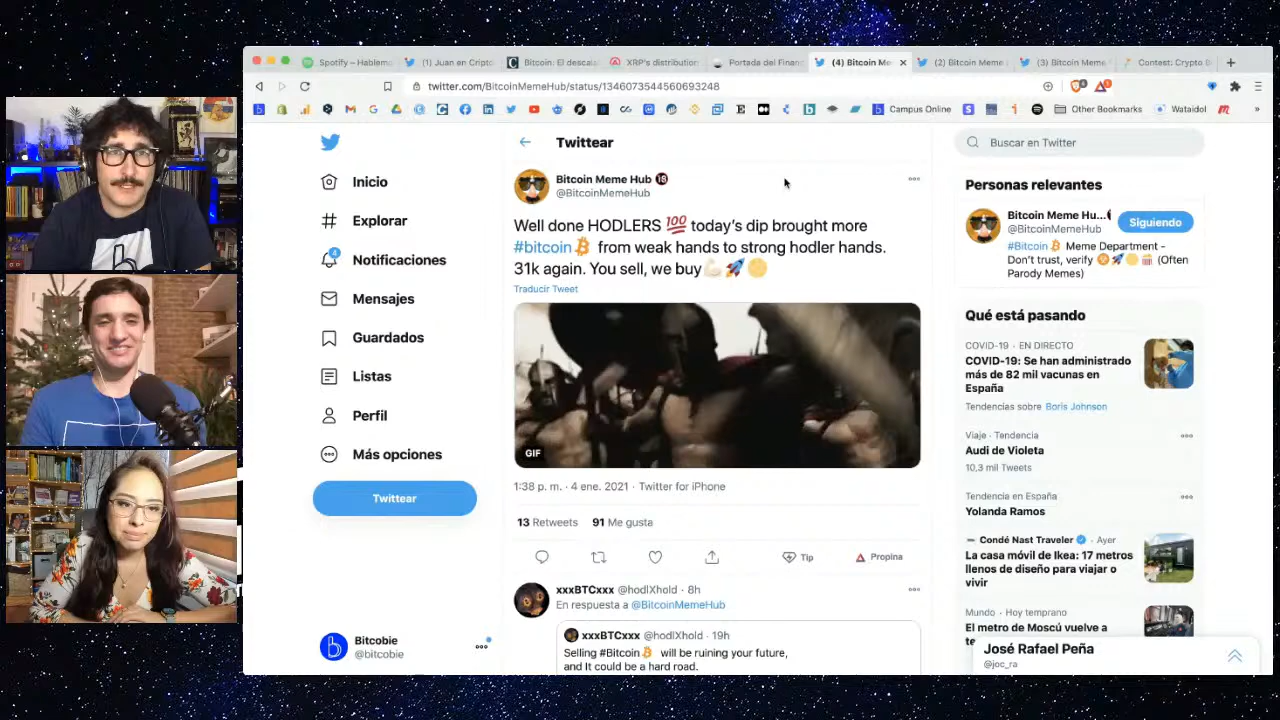 Spotify – Hablemo
(1) Juan en Cripto
Bitcoin: El descala
XRP's distribution
Portada del Financ
(4) Bitcoin Me
(2) Bitcoin Meme
(3) Bitcoin Meme
Contest: Crypto B
twitter.com/BitcoinMemeHub/status/1346073544560693248
Campus Online
Other Bookmarks
Wataidol
Inicio
Explorar
4
Notificaciones
Mensajes
Guardados
Listas
Perfil
Más opciones
Twittear
Bitcobie
@bitcobie
Twittear
Bitcoin Meme Hub 🔞
@BitcoinMemeHub
Well done HODLERS 💯 today's dip brought more
#bitcoin from weak hands to strong hodler hands.
31k again. You sell, we buy💪🏻🚀🌕
Traducir Tweet
GIF
1:38 p. m. · 4 ene. 2021 · Twitter for iPhone
13 Retweets 91 Me gusta
Tip
Propina
xxxBTCxxx @hodlXhold · 8h
En respuesta a @BitcoinMemeHub
xxxBTCxxx @hodlXhold · 19h
Selling #Bitcoin will be ruining your future,
and It could be a hard road.
Buscar en Twitter
Personas relevantes
Bitcoin Meme Hu...
@BitcoinMemeHub
Siguiendo
#Bitcoin Meme Department -
Don't trust, verify (Often
Parody Memes)
Qué está pasando
COVID-19 · EN DIRECTO
COVID-19: Se han administrado
más de 82 mil vacunas en
España
Tendencias sobre Boris Johnson
Viaje · Tendencia
Audi de Violeta
10,3 mil Tweets
Tendencia en España
Yolanda Ramos
Condé Nast Traveler · Ayer
La casa móvil de Ikea: 17 metros
llenos de diseño para viajar o
vivir
Mundo · Hoy temprano
El metro de Moscú vuelve a
José Rafael Peña
@joc_ra